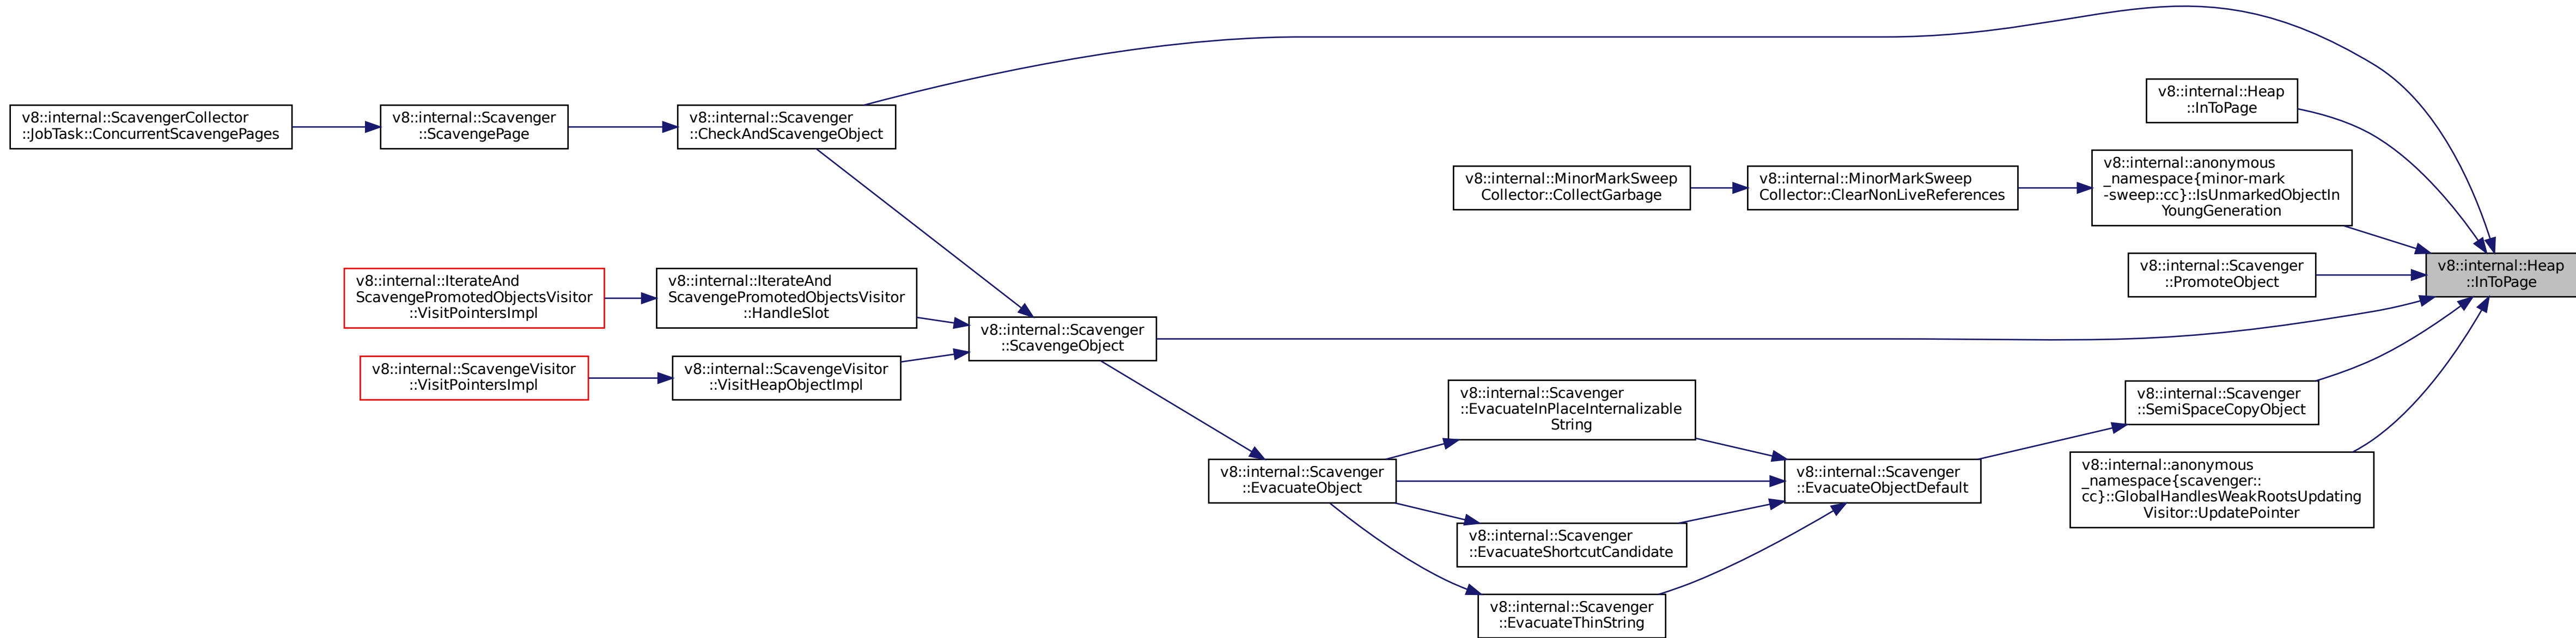 v8::internal::ScavengerCollector
::JobTask::ConcurrentScavengePages
v8::internal::Scavenger
::ScavengePage
v8::internal::Scavenger
::CheckAndScavengeObject
v8::internal::Heap
::InToPage
v8::internal::MinorMarkSweep
Collector::CollectGarbage
v8::internal::MinorMarkSweep
Collector::ClearNonLiveReferences
v8::internal::anonymous
_namespace{minor-mark
-sweep::cc}::IsUnmarkedObjectIn
YoungGeneration
v8::internal::Heap
::InToPage
v8::internal::Scavenger
::PromoteObject
v8::internal::IterateAnd
ScavengePromotedObjectsVisitor
::VisitPointersImpl
v8::internal::IterateAnd
ScavengePromotedObjectsVisitor
::HandleSlot
v8::internal::Scavenger
::ScavengeObject
v8::internal::ScavengeVisitor
::VisitPointersImpl
v8::internal::ScavengeVisitor
::VisitHeapObjectImpl
v8::internal::Scavenger
::EvacuateInPlaceInternalizable
String
v8::internal::Scavenger
::SemiSpaceCopyObject
v8::internal::Scavenger
::EvacuateObject
v8::internal::Scavenger
::EvacuateObjectDefault
v8::internal::anonymous
_namespace{scavenger::
cc}::GlobalHandlesWeakRootsUpdating
Visitor::UpdatePointer
v8::internal::Scavenger
::EvacuateShortcutCandidate
v8::internal::Scavenger
::EvacuateThinString